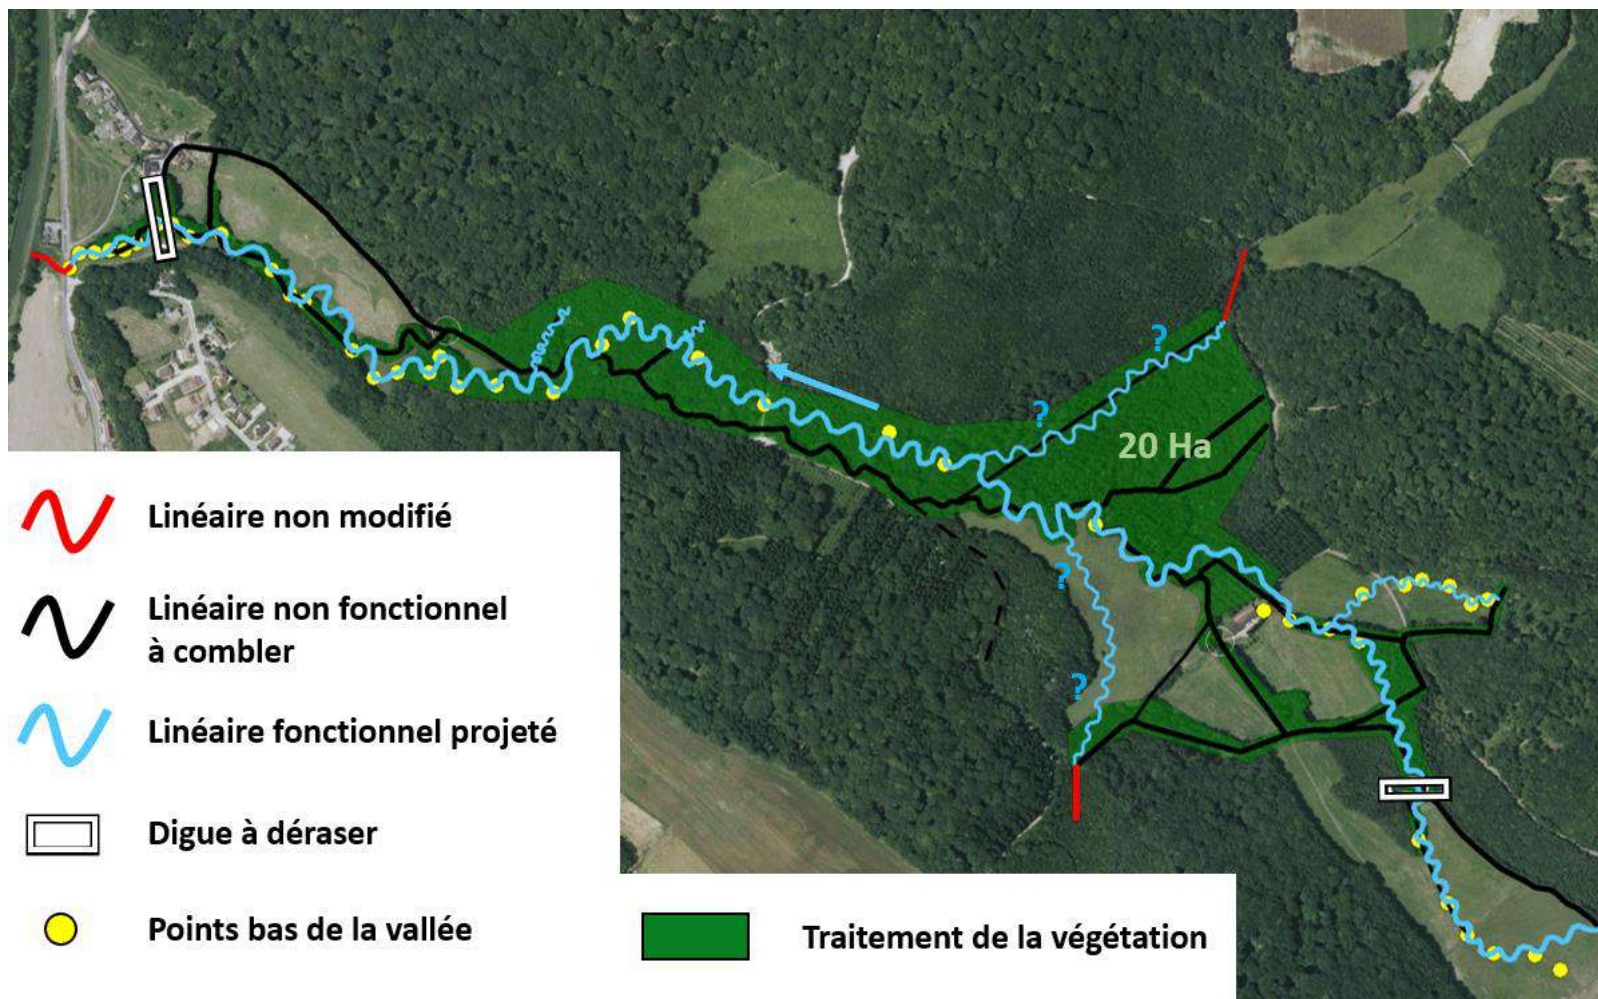 ?
?
20 Ha
?
?
Linéaire non modifié
Linéaire non fonctionnel
à combler
Linéaire fonctionnel projeté
Digue à déraser
Points bas de la vallée
Traitement de la végétation